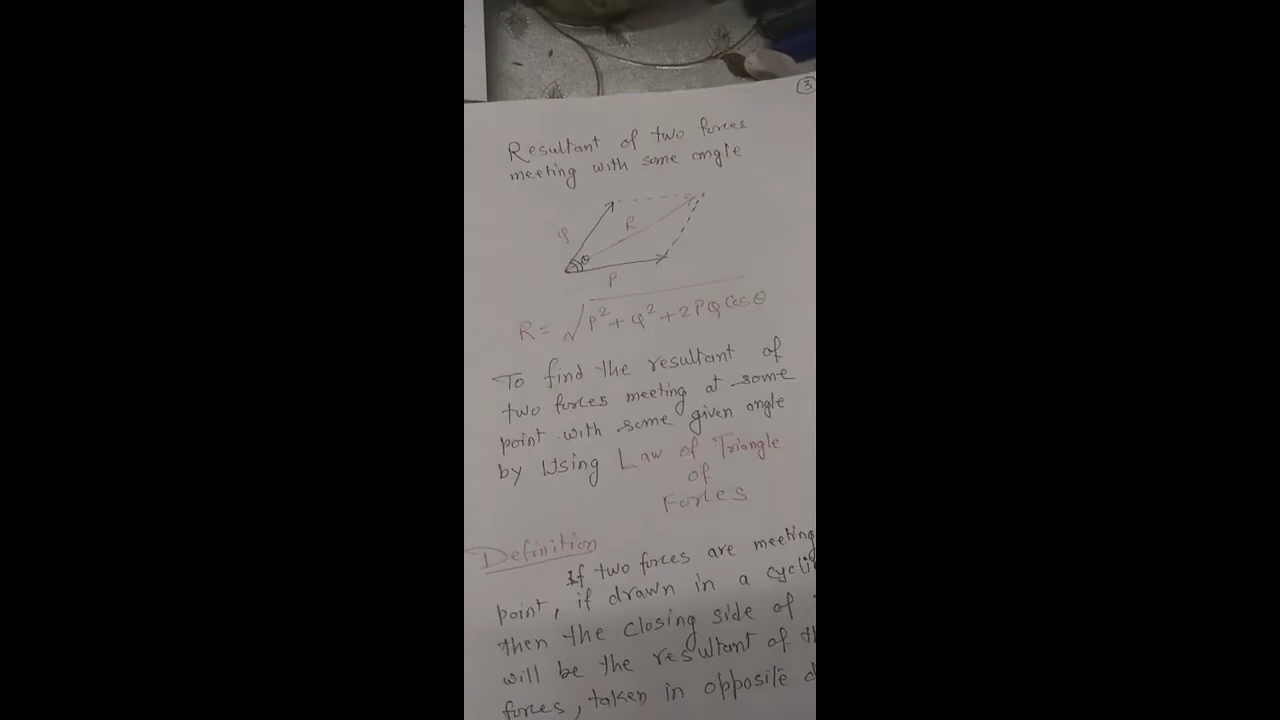 3
Resultant of two forces
meeting with some angle
Q
R
θ
P
R = √P²+Q²+2PQ Cosθ
To find the resultant of
two forces meeting at some
point with some given angle
by Using Law of Triangle
of
Forces
Definition
If two forces are meeting
point, if drawn in a
then the closing side of
will be the resultant of
forces, taken in opposite